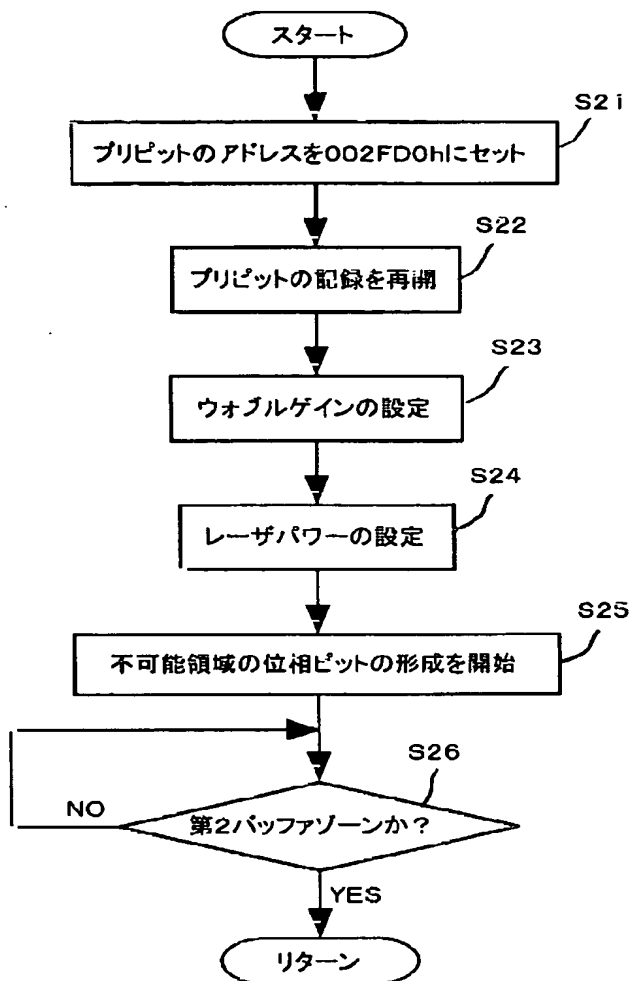 スタート
S21
プリピットのアドレスを002FD0hにセット
S22
プリピットの記録を再開
S23
ウォブルゲインの設定
S24
レーザパワーの設定
S25
不可能領域の位相ピットの形成を開始
S26
NO
第2バッファゾーンか？
YES
リターン